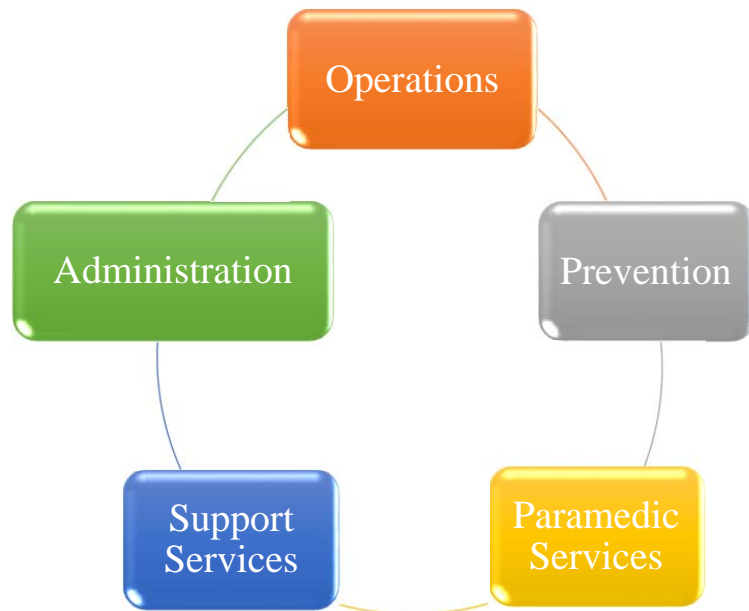 Operations
Administration
Prevention
Support
Services
Paramedic
Services